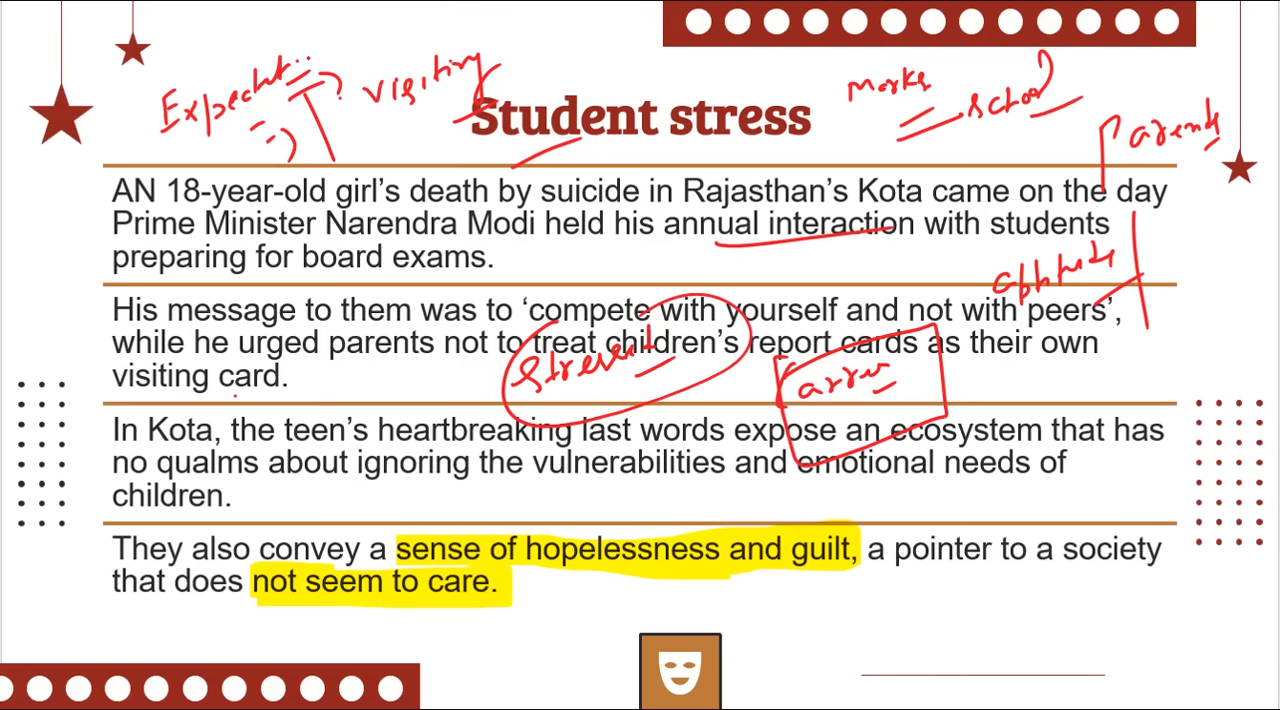 Expectat..
? visiting
marks
school
Parents
Student stress
AN 18-year-old girl's death by suicide in Rajasthan's Kota came on the day
Prime Minister Narendra Modi held his annual interaction with students
preparing for board exams.
His message to them was to 'compete with yourself and not with peers',
while he urged parents not to treat children's report cards as their own
visiting card.
In Kota, the teen's heartbreaking last words expose an ecosystem that has
no qualms about ignoring the vulnerabilities and emotional needs of
children.
They also convey a sense of hopelessness and guilt, a pointer to a society
that does not seem to care.